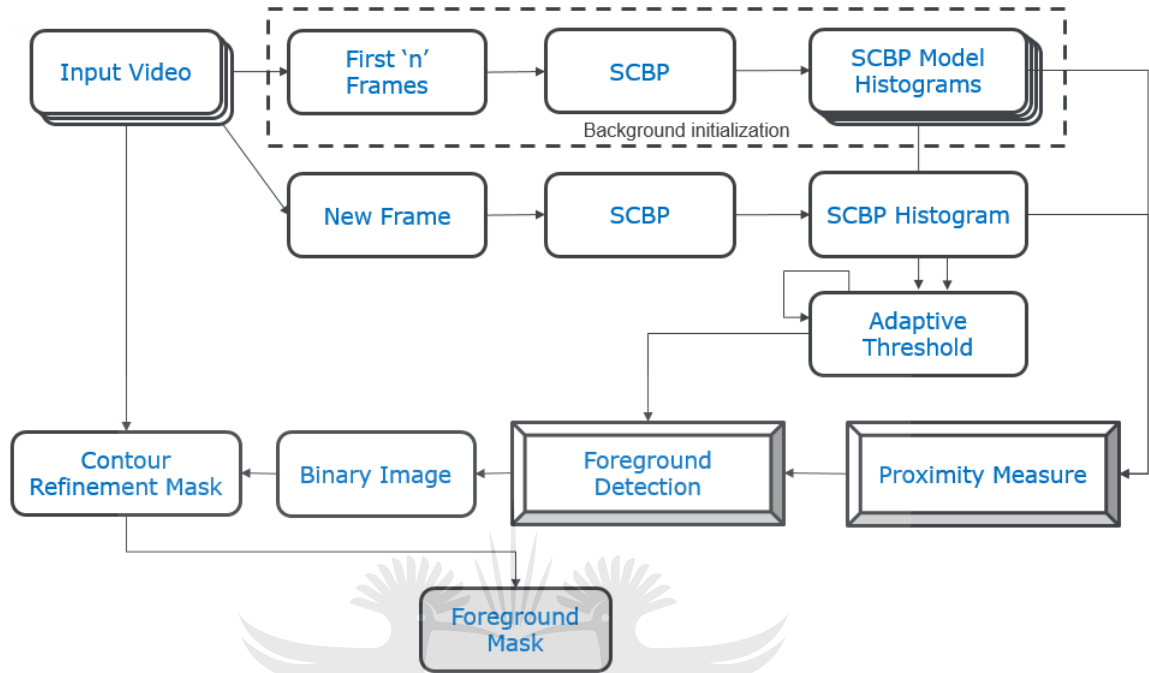 Input Video
First ‘n’
Frames
SCBP
SCBP Model
Histograms
Background initialization
New Frame
SCBP
SCBP Histogram
Adaptive
Threshold
Contour
Refinement Mask
Binary Image
Foreground
Detection
Proximity Measure
Foreground
Mask